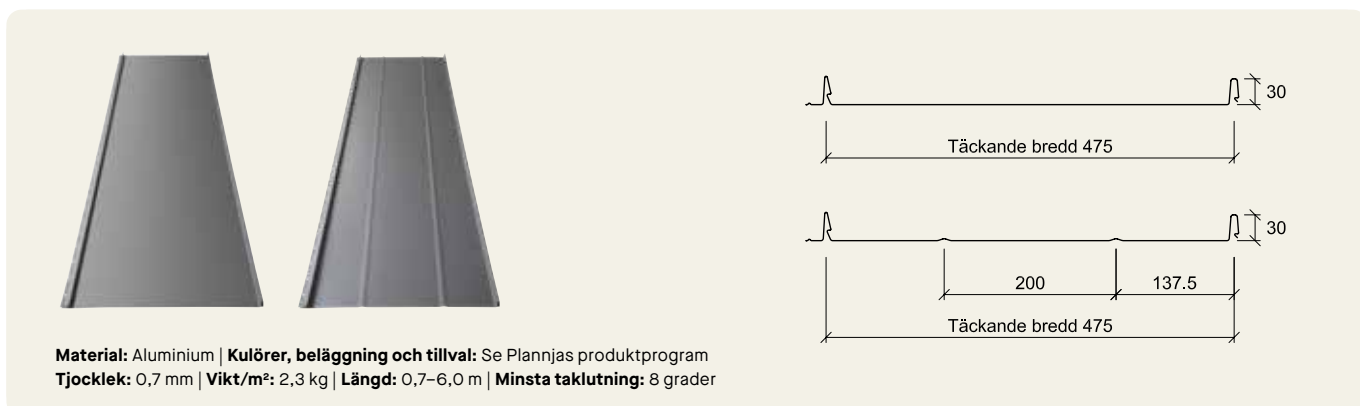 30
Täckande bredd 475
30
200
137.5
Täckande bredd 475
Material: Aluminium | Kulörer, beläggning och tillval: Se Plannjas produktprogram
Tjocklek: 0,7 mm | Vikt/m²: 2,3 kg | Längd: 0,7–6,0 m | Minsta taklutning: 8 grader